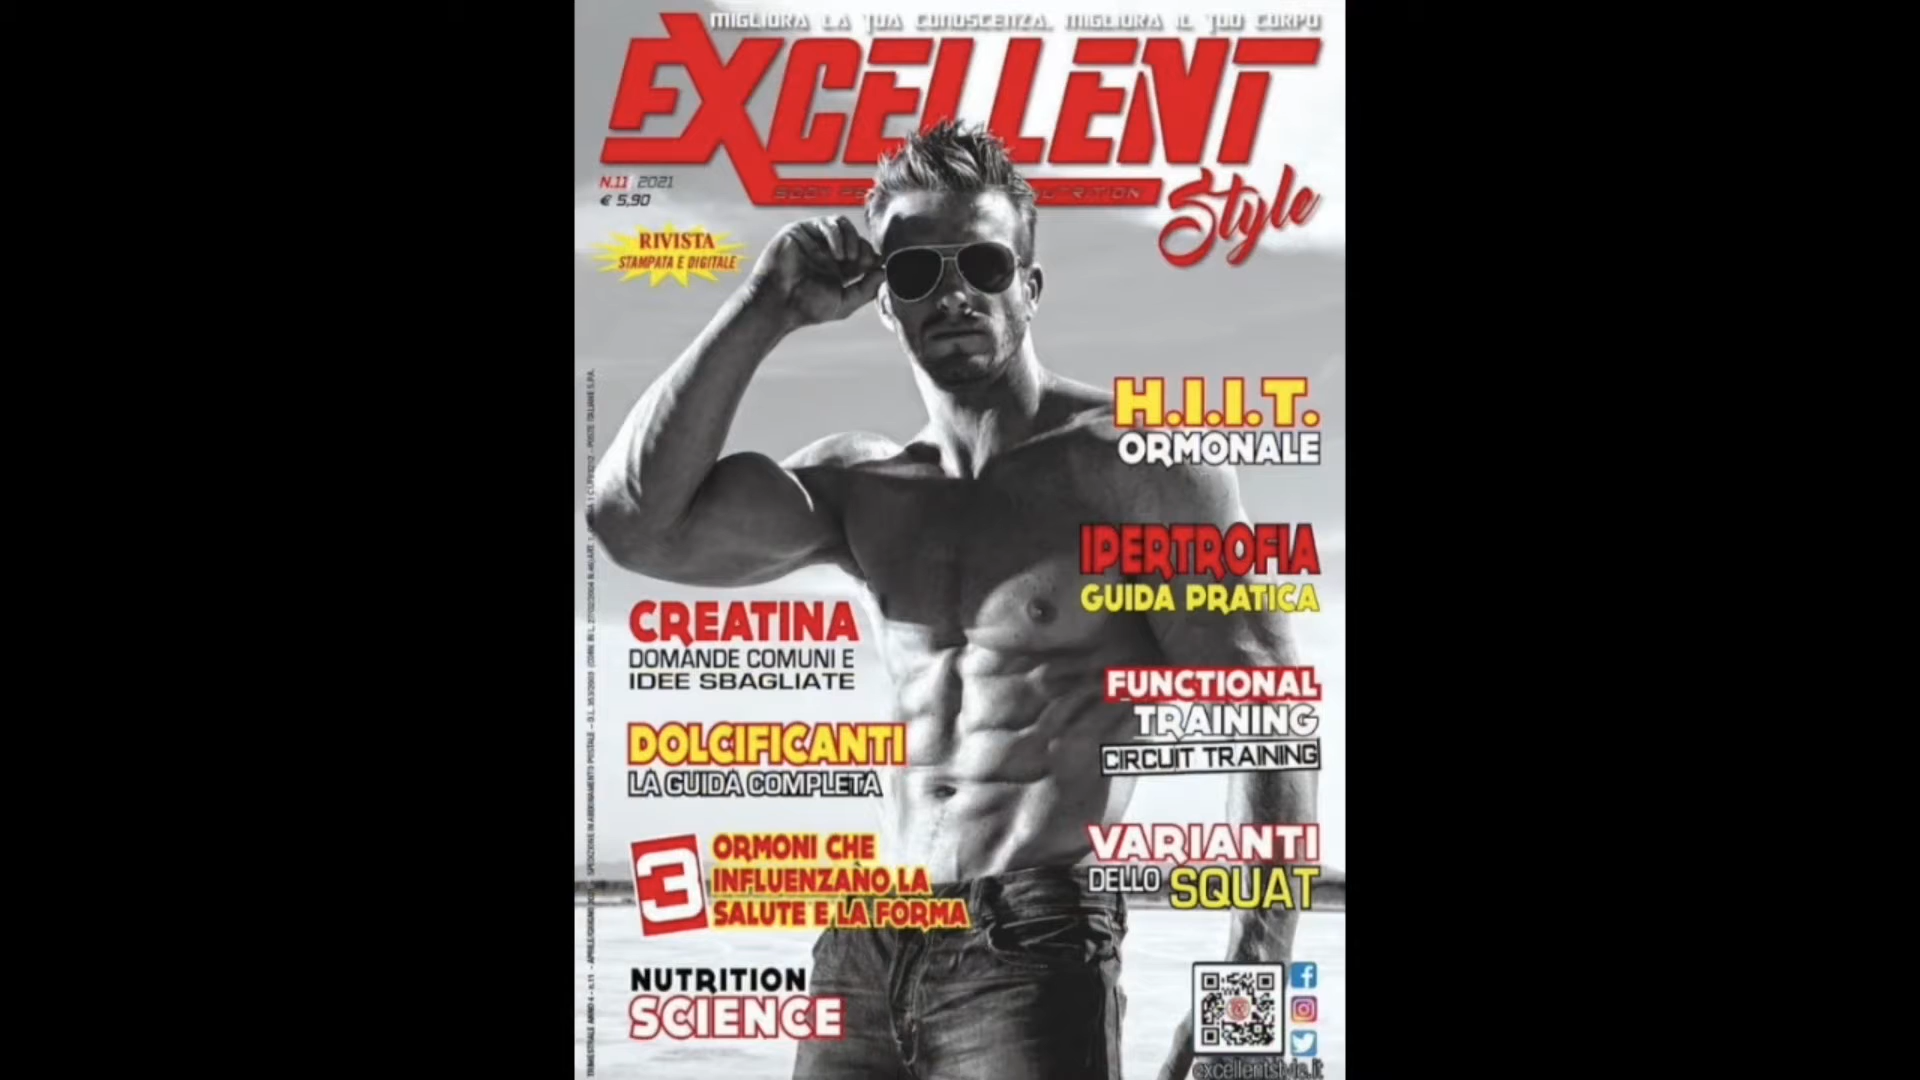 MIGLIORA LA TUA CONOSCENZA, MIGLIORA IL TUO CORPO
EXCELLENT
Style
N.11 2021
€ 5,90
RIVISTA
STAMPATA E DIGITALE
H.I.I.T.
ORMONALE
IPERTROFIA
GUIDA PRATICA
CREATINA
DOMANDE COMUNI E
IDEE SBAGLIATE
FUNCTIONAL
TRAINING
CIRCUIT TRAINING
DOLCIFICANTI
LA GUIDA COMPLETA
VARIANTI
DELLO SQUAT
3 ORMONI CHE
INFLUENZANO LA
SALUTE E LA FORMA
NUTRITION
SCIENCE
excellentstyle.it